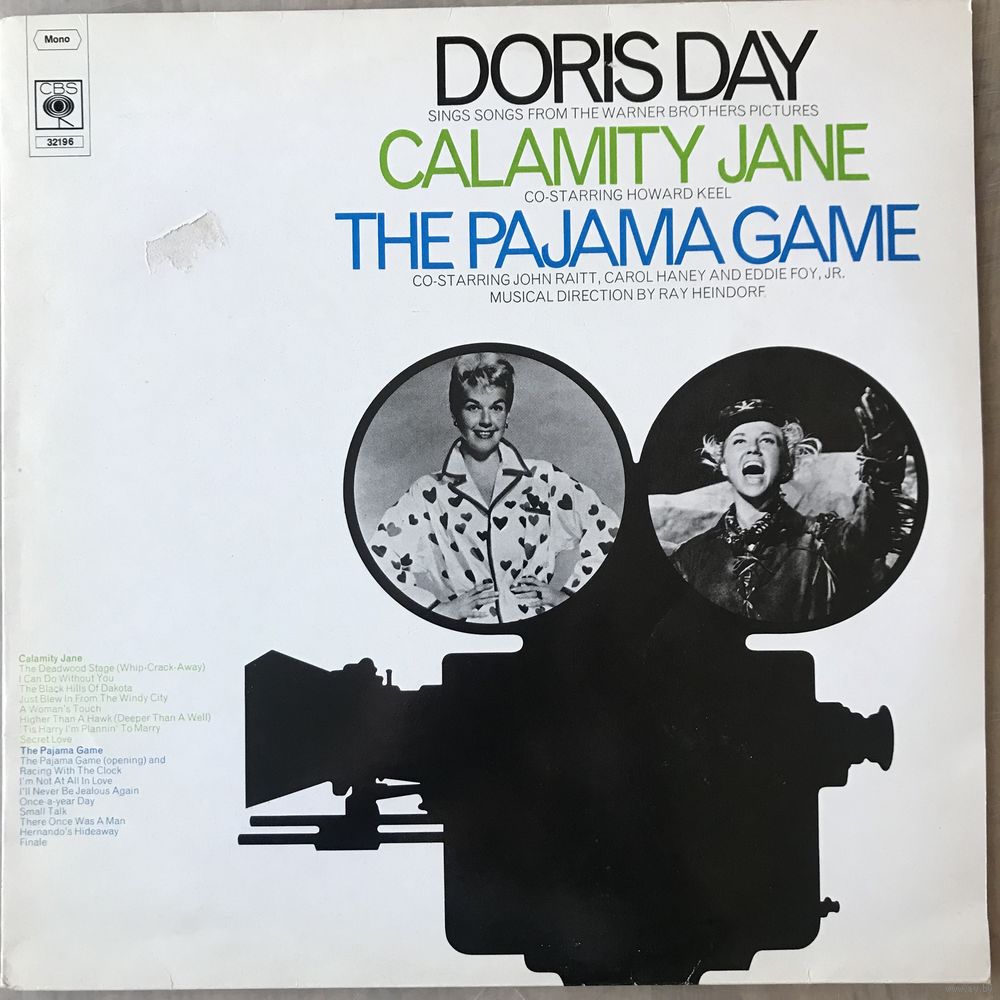 Mono
CBS
32196
DORIS DAY
SINGS SONGS FROM THE WARNER BROTHERS PICTURES
CALAMITY JANE
CO-STARRING HOWARD KEEL
THE PAJAMA GAME
CO-STARRING JOHN RAITT, CAROL HANEY AND EDDIE FOY, JR.
MUSICAL DIRECTION BY RAY HEINDORF.
Calamity Jane
The Deadwood Stage (Whip-Crack-Away)
I Can Do Without You
The Black Hills Of Dakota
Just Blew In From The Windy City
A Woman's Touch
Higher Than A Hawk (Deeper Than A Well)
'Tis Harry I'm Plannin' To Marry
Secret Love
The Pajama Game
The Pajama Game (opening) and
Racing With The Clock
I'm Not At All In Love
I'll Never Be Jealous Again
Once-a-year Day
Small Talk
There Once Was A Man
Hernando's Hideaway
Finale